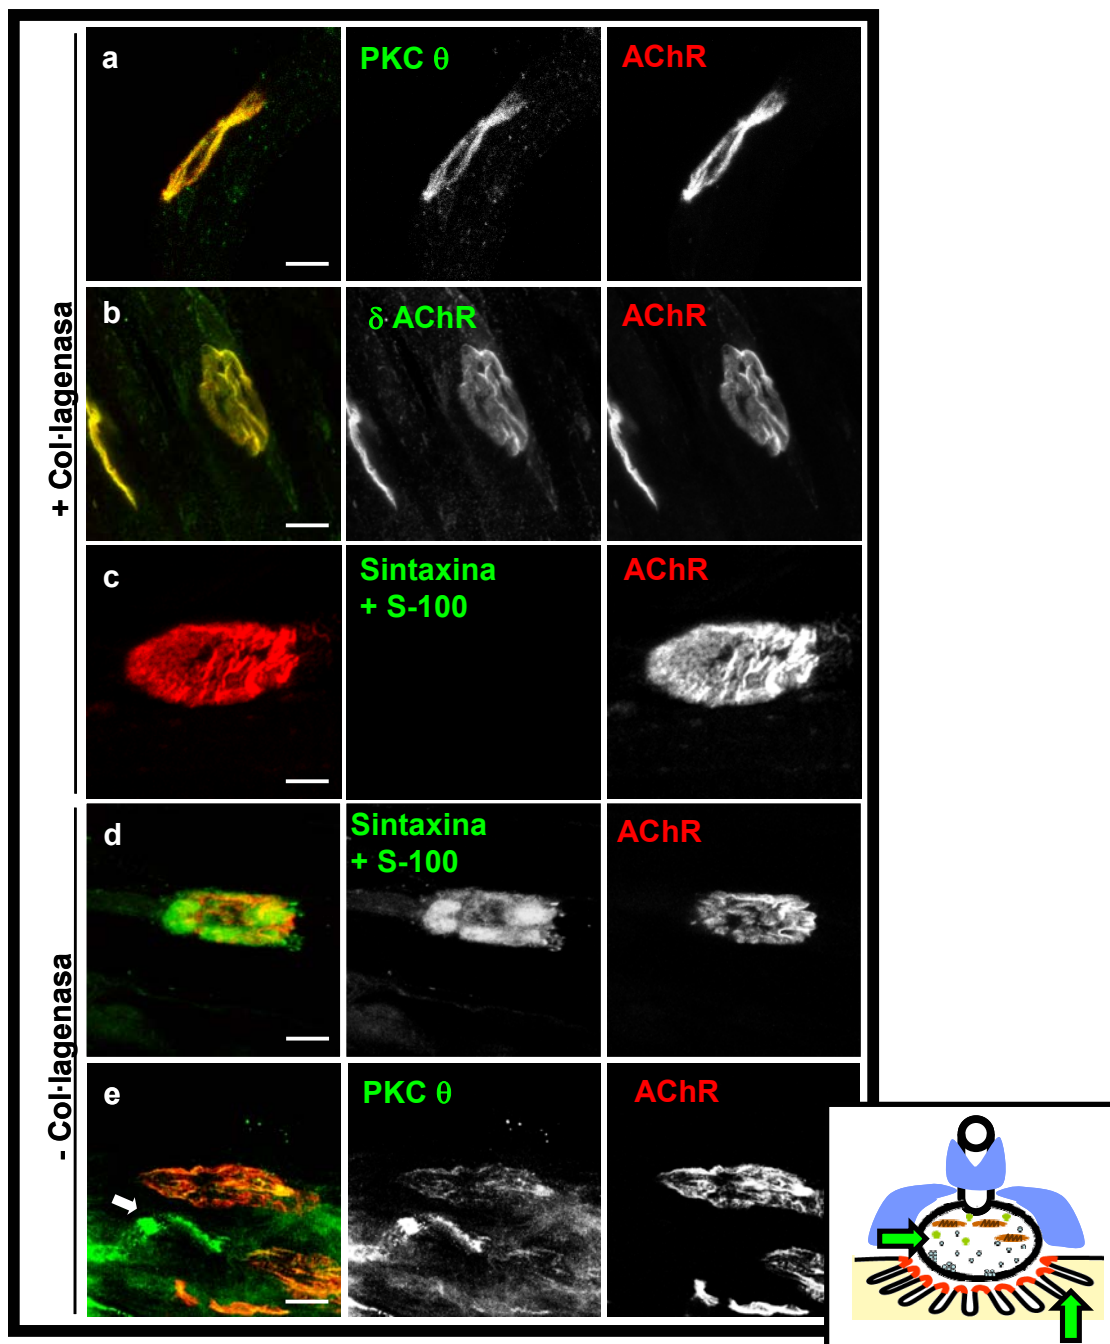 + Col·lagenasa
a
PKC θ
AChR
b
δ AChR
AChR
c
Sintaxina
+ S-100
AChR
- Col·lagenasa
d
Sintaxina
+ S-100
AChR
e
PKC θ
AChR